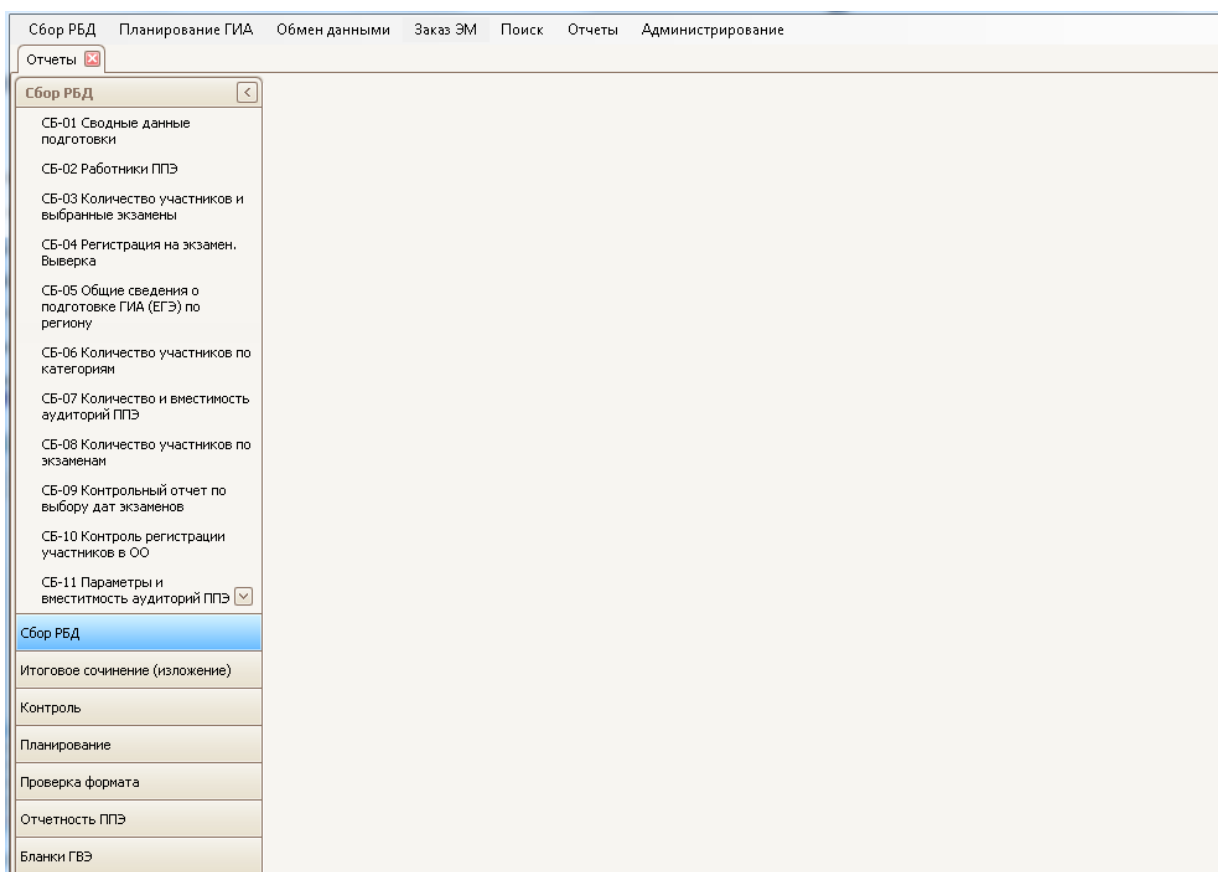 Сбор РБД Планирование ГИА Обмен данными Заказ ЭМ Поиск Отчеты Администрирование
Отчеты
Сбор РБД
СБ-01 Сводные данные
подготовки
СБ-02 Работники ППЭ
СБ-03 Количество участников и
выбранные экзамены
СБ-04 Регистрация на экзамен.
Выверка
СБ-05 Общие сведения о
подготовке ГИА (ЕГЭ) по
региону
СБ-06 Количество участников по
категориям
СБ-07 Количество и вместимость
аудиторий ППЭ
СБ-08 Количество участников по
экзаменам
СБ-09 Контрольный отчет по
выбору дат экзаменов
СБ-10 Контроль регистрации
участников в ОО
СБ-11 Параметры и
вместитмость аудиторий ППЭ
Сбор РБД
Итоговое сочинение (изложение)
Контроль
Планирование
Проверка формата
Отчетность ППЭ
Бланки ГВЭ